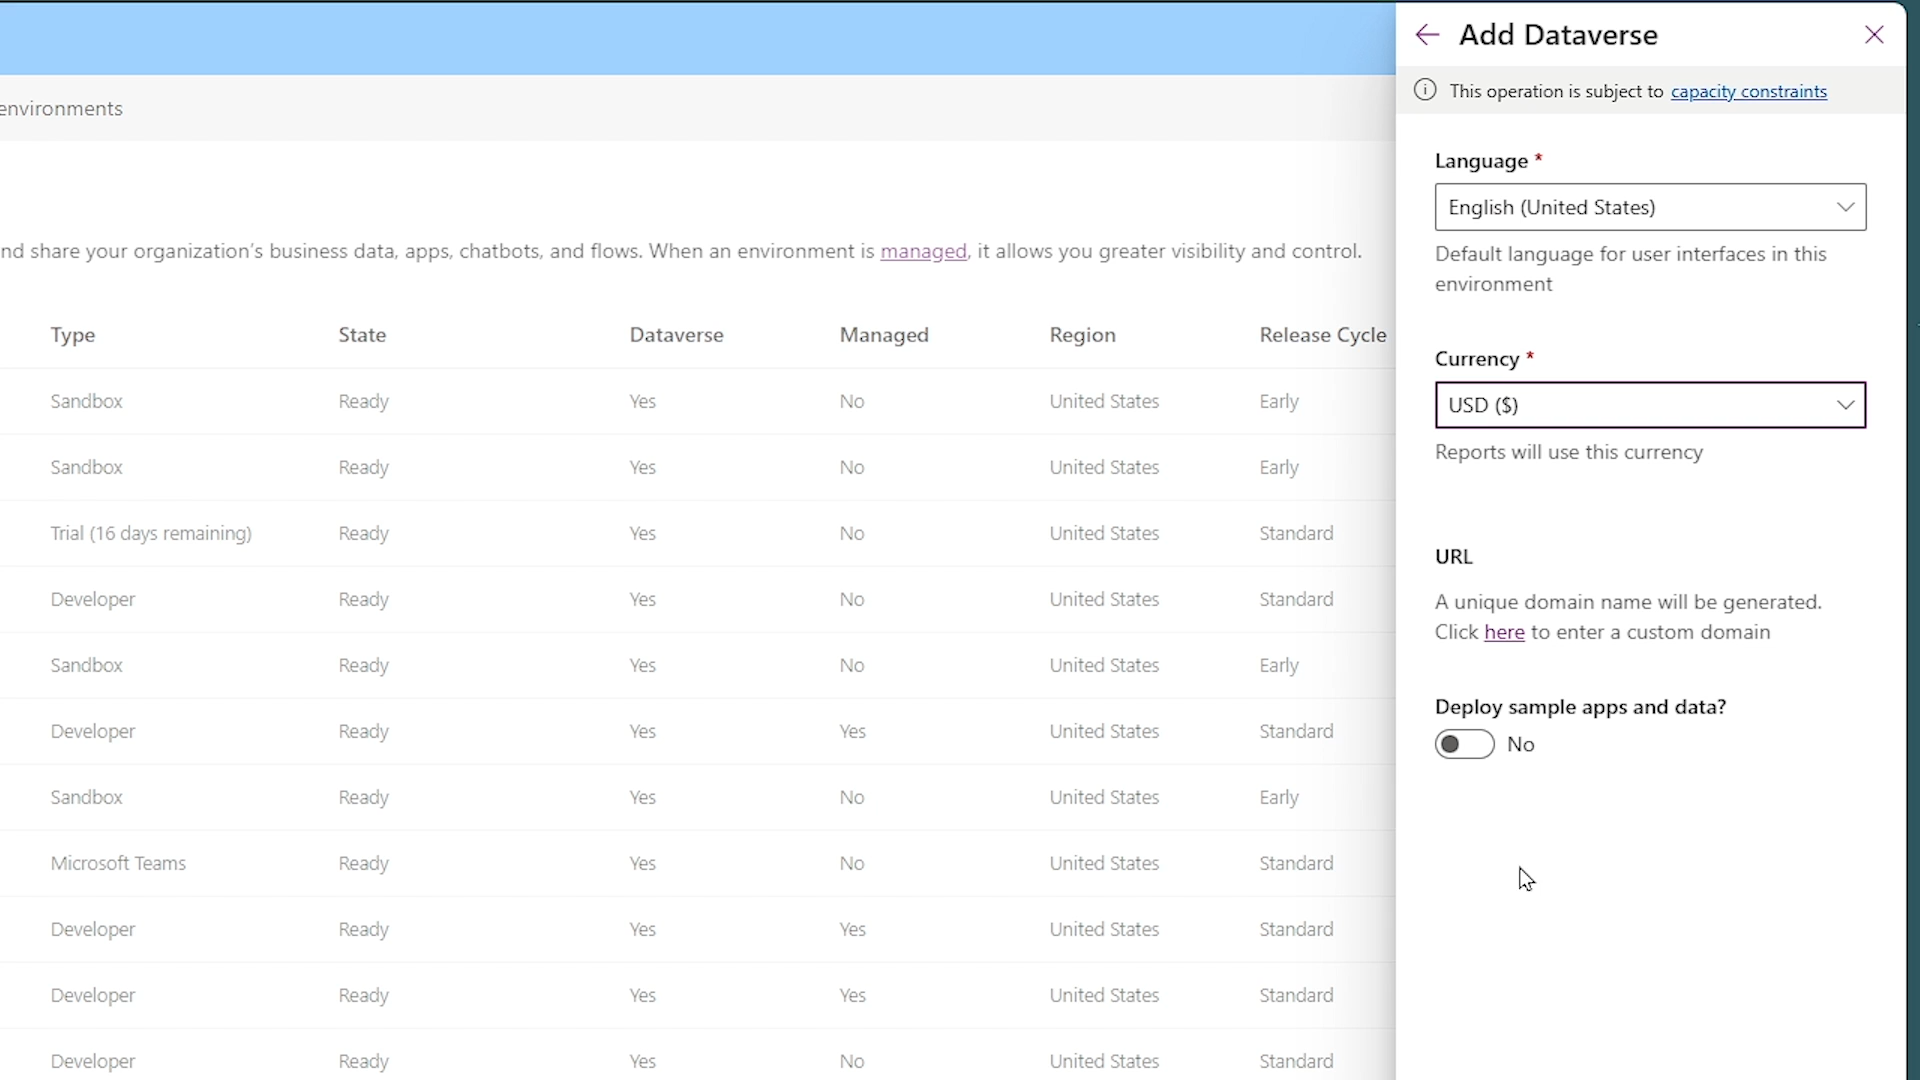 environments
nd share your organization's business data, apps, chatbots, and flows. When an environment is managed, it allows you greater visibility and control.
Type State Dataverse Managed Region Release Cycle
Sandbox Ready Yes No United States Early
Sandbox Ready Yes No United States Early
Trial (16 days remaining) Ready Yes No United States Standard
Developer Ready Yes No United States Standard
Sandbox Ready Yes No United States Early
Developer Ready Yes Yes United States Standard
Sandbox Ready Yes No United States Early
Microsoft Teams Ready Yes No United States Standard
Developer Ready Yes Yes United States Standard
Developer Ready Yes Yes United States Standard
Developer Ready Yes No United States Standard
Add Dataverse
This operation is subject to capacity constraints
Language *
English (United States)
Default language for user interfaces in this
environment
Currency *
USD ($)
Reports will use this currency
URL
A unique domain name will be generated.
Click here to enter a custom domain
Deploy sample apps and data?
No